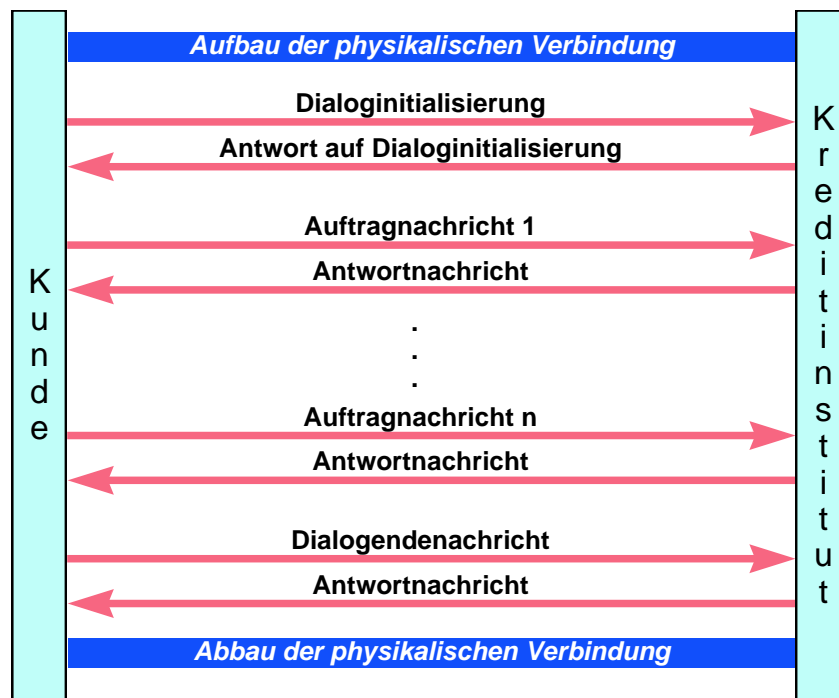 Aufbau der physikalischen Verbindung
Dialoginitialisierung
Antwort auf Dialoginitialisierung
Auftragnachricht 1
Antwortnachricht
.
.
.
Auftragnachricht n
Antwortnachricht
Dialogendenachricht
Antwortnachricht
Abbau der physikalischen Verbindung
Kunde
Kreditinstitut